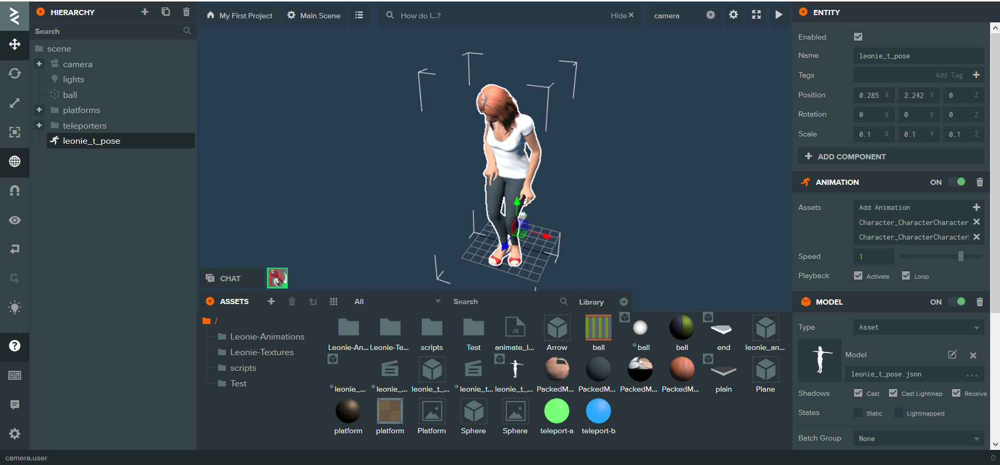 HIERARCHY
My First Project
Main Scene
How do I...?
Hide
camera
ENTITY
Search
scene
camera
lights
ball
platforms
teleporters
leonie_t_pose
Enabled
Name
leonie_t_pose
Tags
Add Tag
Position
0.285 X
2.242 Y
0 Z
Rotation
0 X
0 Y
0 Z
Scale
0.1 X
0.1 Y
0.1 Z
ADD COMPONENT
ANIMATION
ON
Assets
Add Animation
Character_CharacterCharacter
Character_CharacterCharacter
Speed
1
Playback
Activate
Loop
MODEL
ON
Type
Asset
Model
leonie_t_pose.json
...
Shadows
Cast
Cast Lightmap
Receive
States
Static
Lightmapped
Batch Group
None
CHAT
ASSETS
All
Search
Library
/
Leonie-Animations
Leonie-Textures
scripts
Test
Leonie-An...
Leonie-Te...
scripts
Test
JS
animate_l...
Arrow
ball
ball
ball
end
leonie_an...
leonie_...
leonie_...
leonie_t_...
leonie_t...
leonie_t_...
PackedM...
PackedM...
PackedM...
PackedM...
plain
Plane
platform
platform
Platform
Sphere
Sphere
teleport-a
teleport-b
camera.user
0